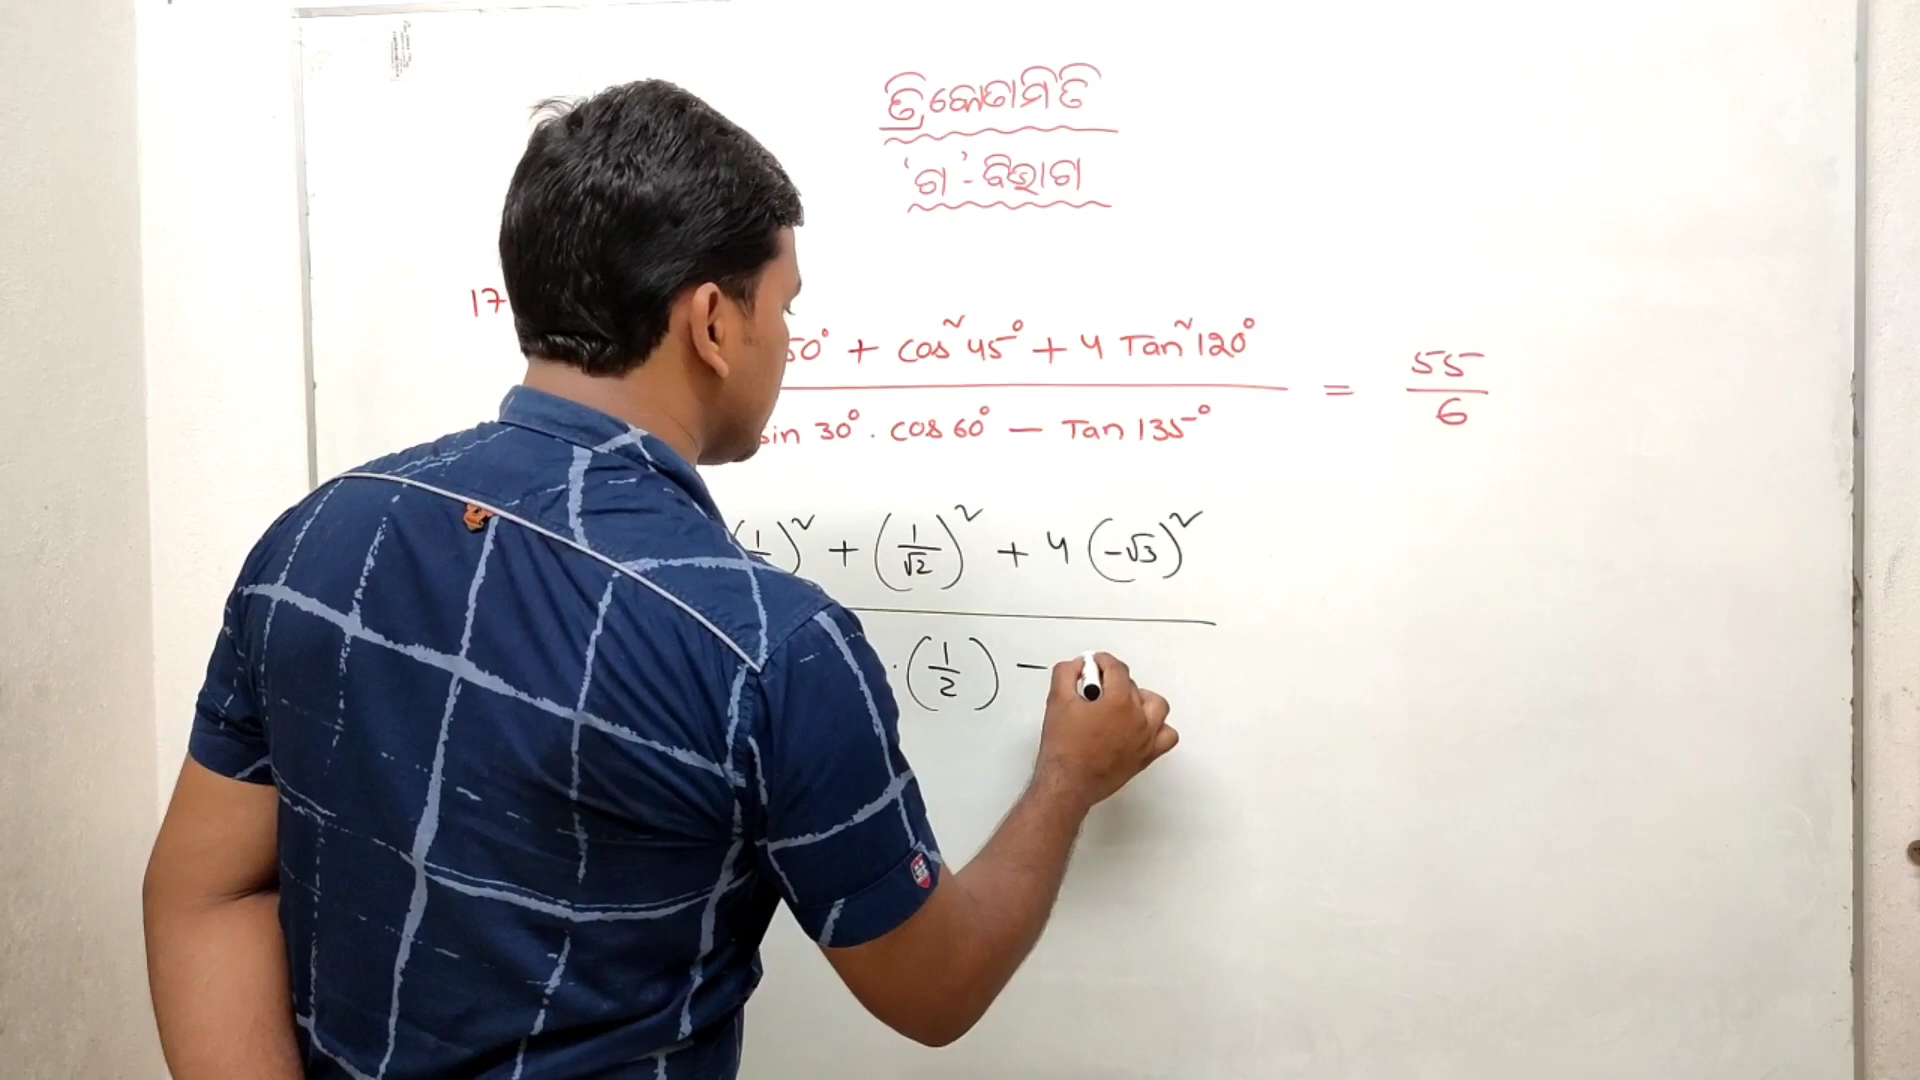 ତ୍ରିକୋଣମିତି
'ଗ'-ବିଭାଗ
17
50° + cos²45° + 4 Tan²120°
sin 30° . cos 60° − Tan 135° = 55/6
(1/)² + (1/√2)² + 4 (-√3)²
. (1/2) −